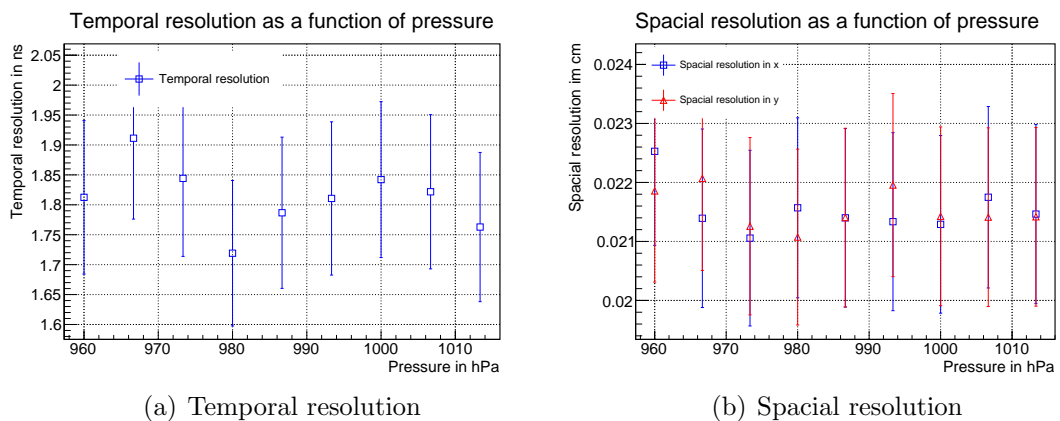 Temporal resolution as a function of pressure
Temporal resolution in ns
2.05
2
1.95
1.9
1.85
1.8
1.75
1.7
1.65
1.6
Temporal resolution
960 970 980 990 1000 1010
Pressure in hPa
(a) Temporal resolution
Spacial resolution as a function of pressure
Spacial resolution im cm
0.024
0.023
0.022
0.021
0.02
Spacial resolution in x
Spacial resolution in y
960 970 980 990 1000 1010
Pressure in hPa
(b) Spacial resolution